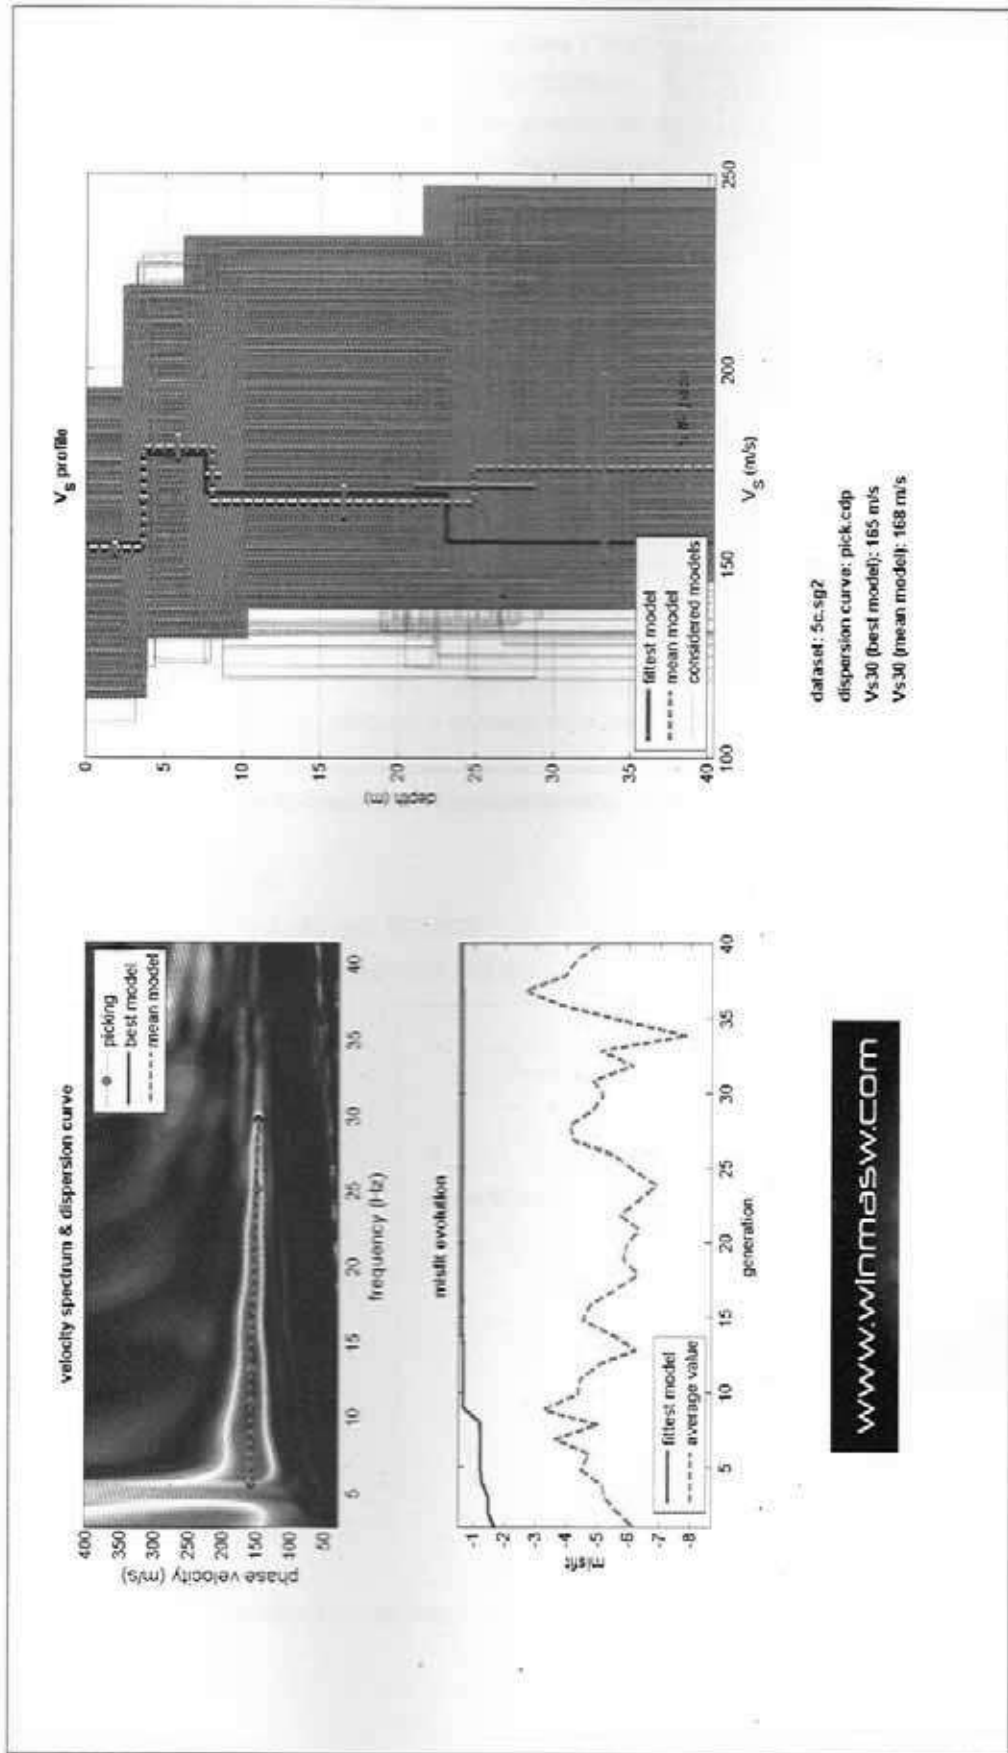 velocity spectrum & dispersion curve
400
350
300
250
200
150
100
50
phase velocity (m/s)
picking
best model
mean model
5
10
15
20
25
30
35
40
frequency (Hz)
misfit evolution
-1
-2
-3
-4
-5
-6
-7
-8
misfit
fittest model
average value
5
10
15
20
25
30
35
40
generation
www.winmasw.com
VS profile
0
5
10
15
20
25
30
35
40
depth (m)
fittest model
mean model
considered models
100
150
200
250
VS (m/s)
dataset: 5c.sg2
dispersion curve: pick.cdp
Vs30 (best model): 165 m/s
Vs30 (mean model): 168 m/s